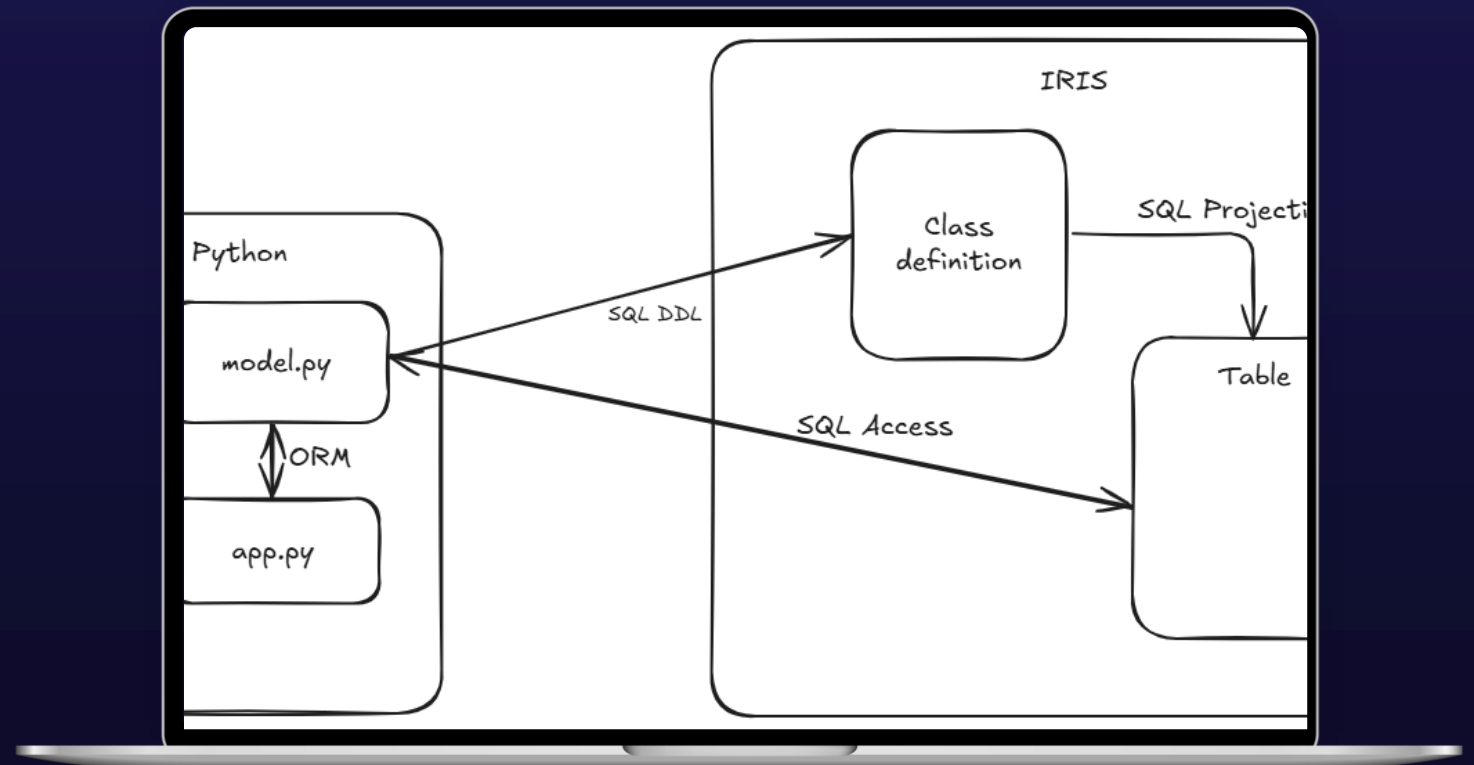 IRIS
SQL Projecti
Class
definition
Python
SQL DDL
model.py
Table
SQL Access
ORM
app.py